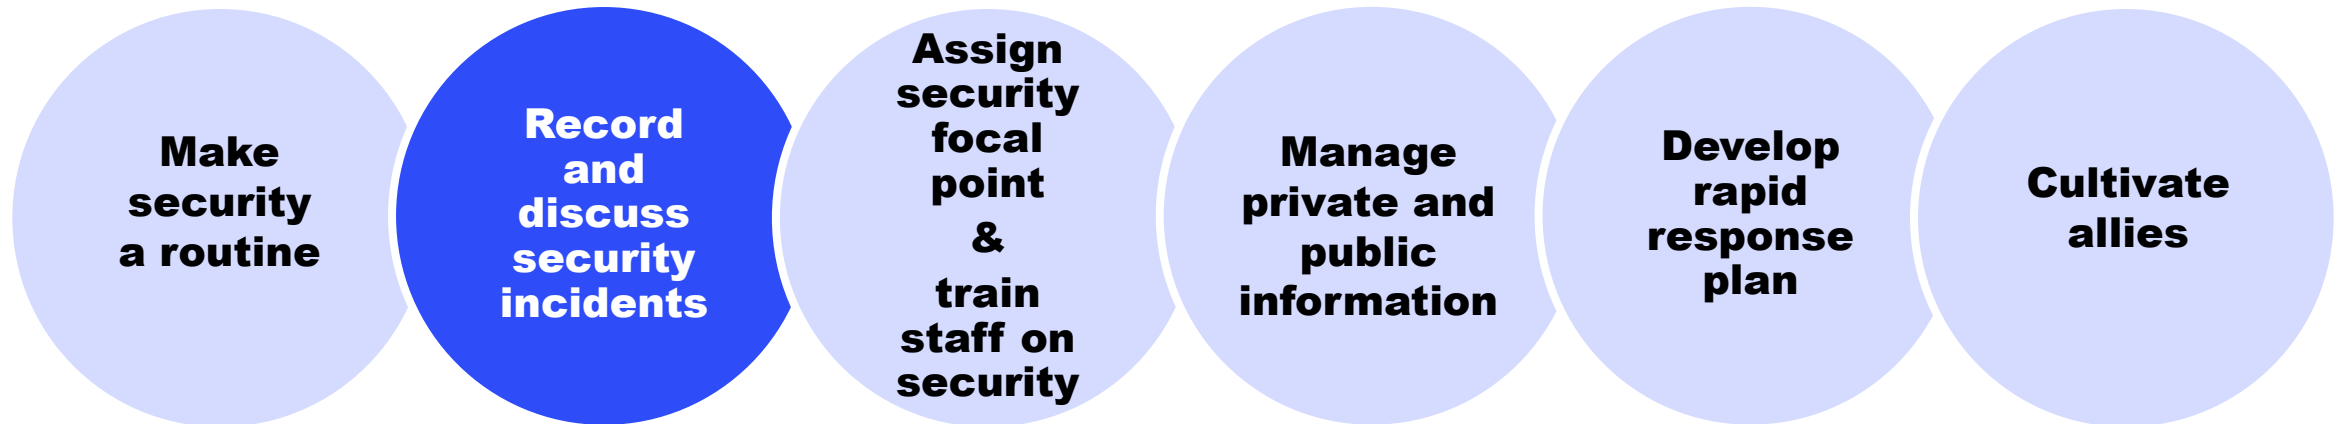 Make
security
a routine
Record
and
discuss
security
incidents
Assign
security
focal
point
&
train
staff on
security
Manage
private and
public
information
Develop
rapid
response
plan
Cultivate
allies